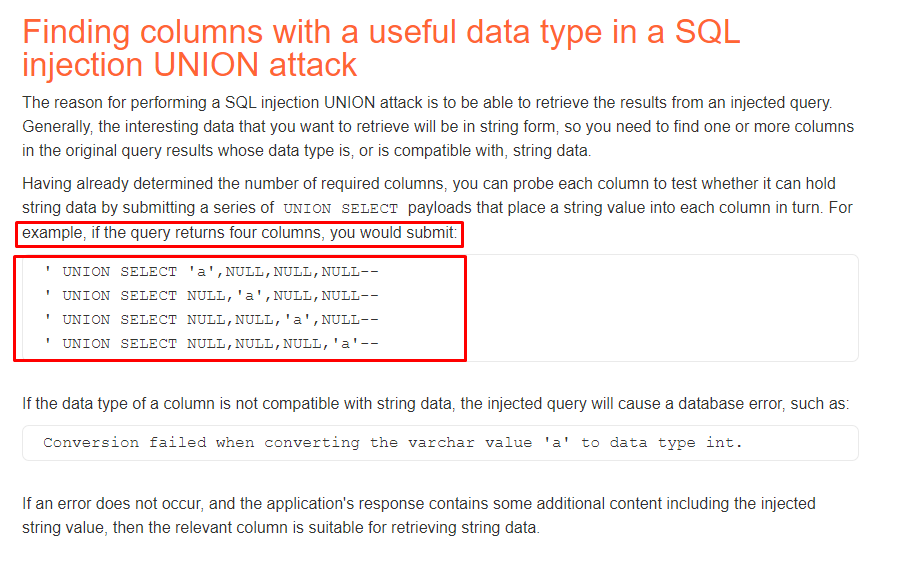 Finding columns with a useful data type in a SQL
injection UNION attack
The reason for performing a SQL injection UNION attack is to be able to retrieve the results from an injected query.
Generally, the interesting data that you want to retrieve will be in string form, so you need to find one or more columns
in the original query results whose data type is, or is compatible with, string data.
Having already determined the number of required columns, you can probe each column to test whether it can hold
string data by submitting a series of UNION SELECT payloads that place a string value into each column in turn. For
example, if the query returns four columns, you would submit:
' UNION SELECT 'a',NULL,NULL,NULL--
' UNION SELECT NULL,'a',NULL,NULL--
' UNION SELECT NULL,NULL,'a',NULL--
' UNION SELECT NULL,NULL,NULL,'a'--
If the data type of a column is not compatible with string data, the injected query will cause a database error, such as:
Conversion failed when converting the varchar value 'a' to data type int.
If an error does not occur, and the application's response contains some additional content including the injected
string value, then the relevant column is suitable for retrieving string data.